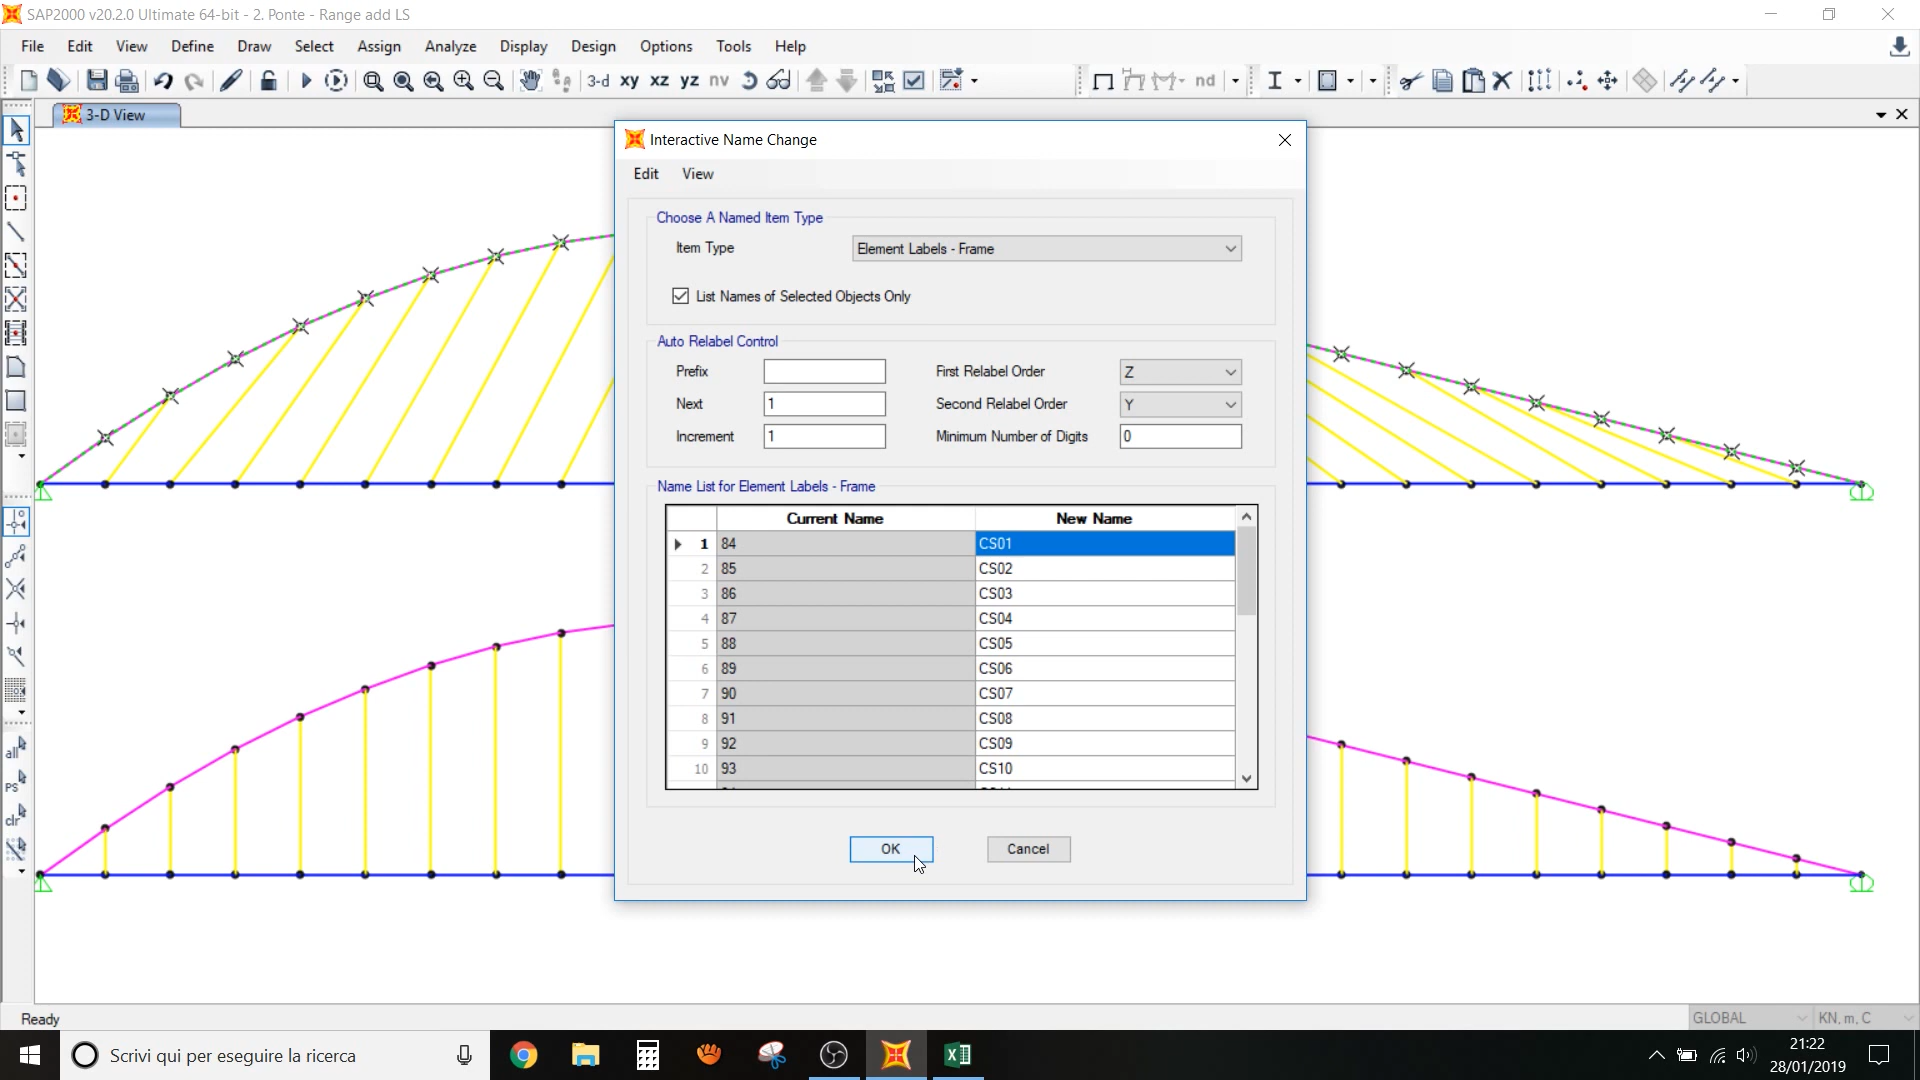 SAP2000 v20.2.0 Ultimate 64-bit - 2. Ponte - Range add LS
File Edit View Define Draw Select Assign Analyze Display Design Options Tools Help
3-d xy xz yz nv nd
3-D View
Interactive Name Change
Edit View
Choose A Named Item Type
Item Type Element Labels - Frame
List Names of Selected Objects Only
Auto Relabel Control
Prefix First Relabel Order Z
Next 1 Second Relabel Order Y
Increment 1 Minimum Number of Digits 0
Name List for Element Labels - Frame
Current Name New Name
1 84 CS01
2 85 CS02
3 86 CS03
4 87 CS04
5 88 CS05
6 89 CS06
7 90 CS07
8 91 CS08
9 92 CS09
10 93 CS10
OK Cancel
all
PS
clr
Ready
GLOBAL KN, m, C
Scrivi qui per eseguire la ricerca
21:22
28/01/2019